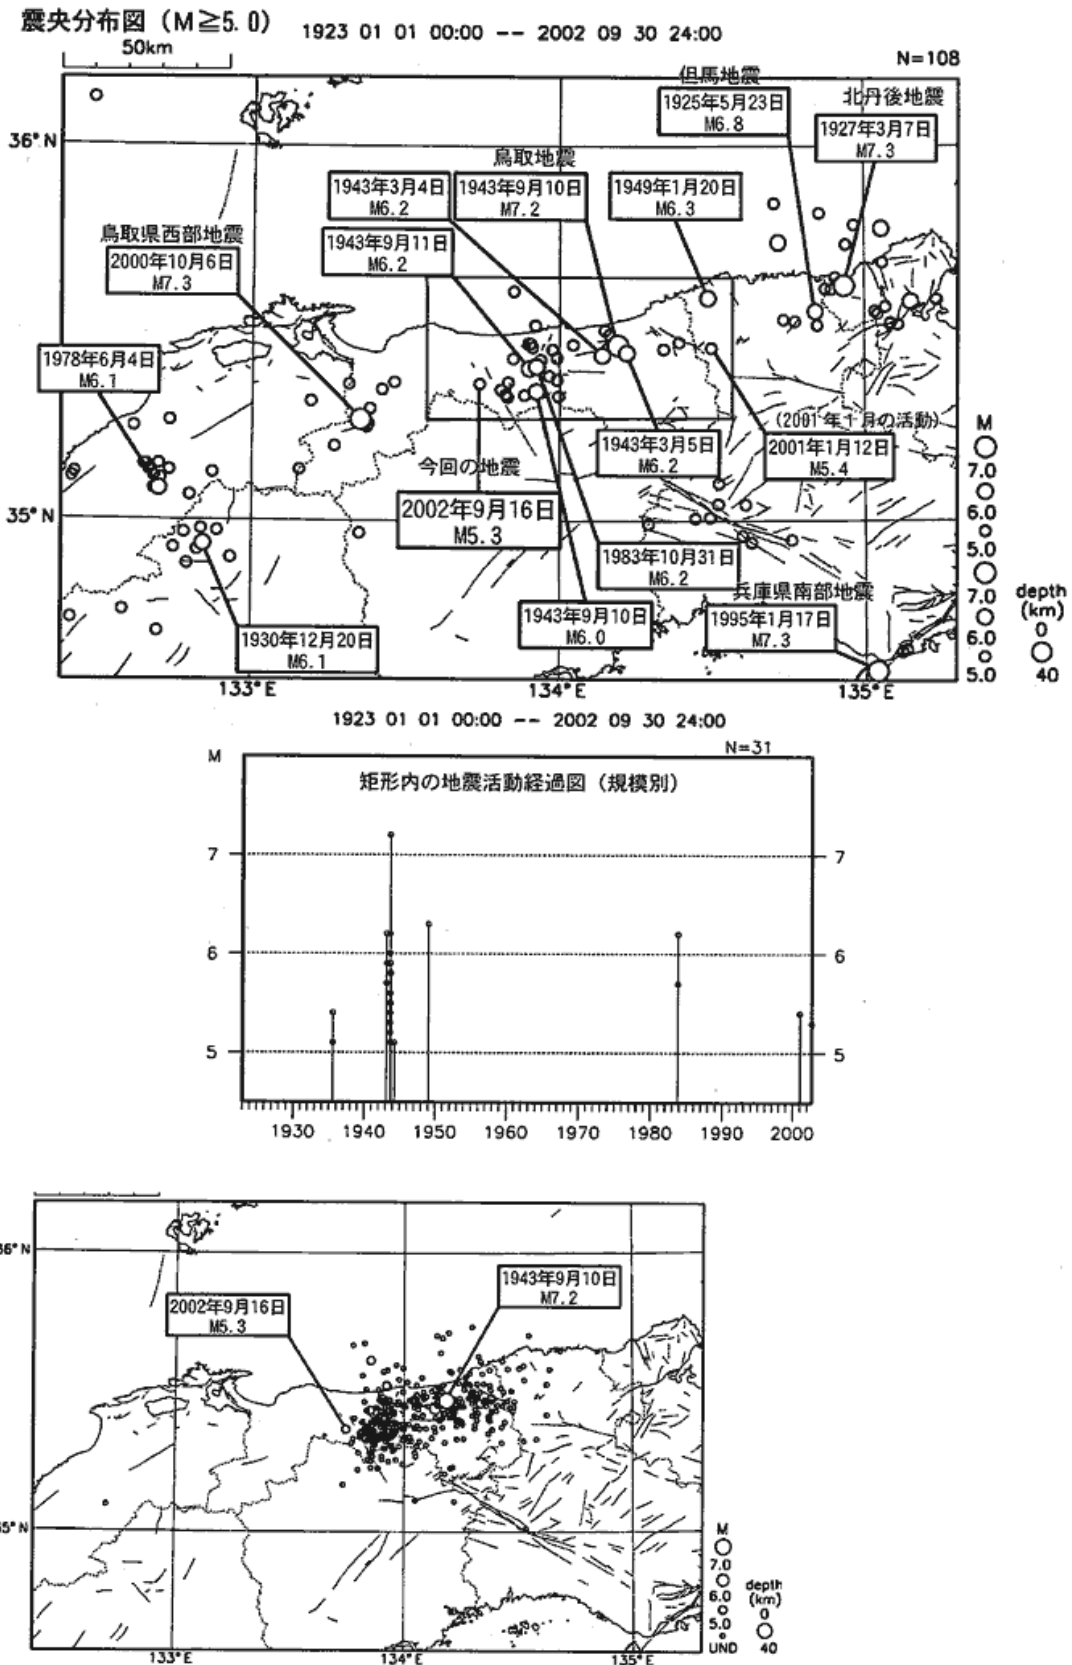 震央分布図（M≧5.0）
1923 01 01 00:00 -- 2002 09 30 24:00
50km
N=108
但馬地震
1925年5月23日
M6.8
北丹後地震
1927年3月7日
M7.3
36°N
鳥取地震
1943年3月4日
M6.2
1943年9月10日
M7.2
1949年1月20日
M6.3
鳥取県西部地震
2000年10月6日
M7.3
1943年9月11日
M6.2
1978年6月4日
M6.1
今回の地震
2002年9月16日
M5.3
1943年3月5日
M6.2
(2001年1月の活動)
2001年1月12日
M5.4
35°N
1983年10月31日
M6.2
1943年9月10日
M6.0
兵庫県南部地震
1995年1月17日
M7.3
1930年12月20日
M6.1
M
7.0
6.0
5.0
7.0
6.0
5.0
depth
(km)
0
40
133°E
134°E
135°E
1923 01 01 00:00 -- 2002 09 30 24:00
M
N=31
矩形内の地震活動経過図（規模別）
7
7
6
6
5
5
1930
1940
1950
1960
1970
1980
1990
2000
36°N
1943年9月10日
M7.2
2002年9月16日
M5.3
35°N
M
7.0
6.0
5.0
UND
depth
(km)
0
40
133°E
134°E
135°E